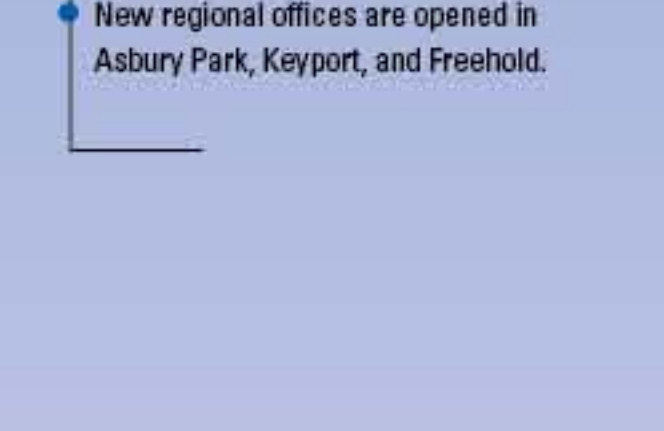 New regional offices are opened in
Asbury Park, Keyport, and Freehold.